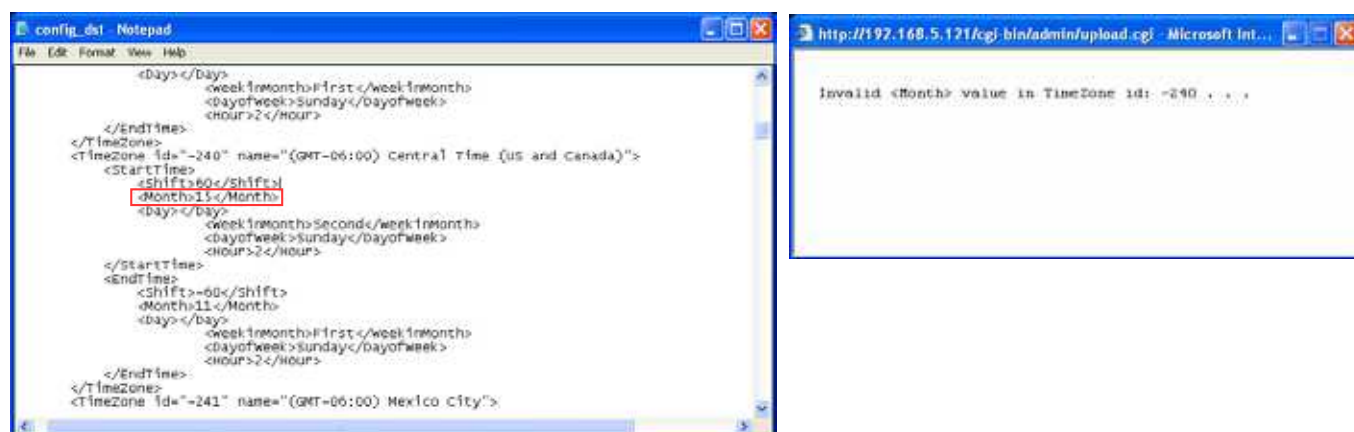 config_dst - Notepad
File Edit Format View Help
<Day></Day>
<WeekInMonth>First</WeekInMonth>
<DayofWeek>Sunday</DayofWeek>
<Hour>2</Hour>
</EndTime>
</TimeZone>
<TimeZone id="-240" name="(GMT-06:00) Central Time (US and Canada)">
<StartTime>
<Shift>60</Shift>
<Month>15</Month>
<Day></Day>
<WeekInMonth>Second</WeekInMonth>
<DayofWeek>Sunday</DayofWeek>
<Hour>2</Hour>
</StartTime>
<EndTime>
<Shift>-60</Shift>
<Month>11</Month>
<Day></Day>
<WeekInMonth>First</WeekInMonth>
<DayofWeek>Sunday</DayofWeek>
<Hour>2</Hour>
</EndTime>
</TimeZone>
<TimeZone id="-241" name="(GMT-06:00) Mexico City">
http://192.168.5.121/cgi-bin/admin/upload.cgi - Microsoft Int...
Invalid <Month> value in TimeZone id: -240 . . .